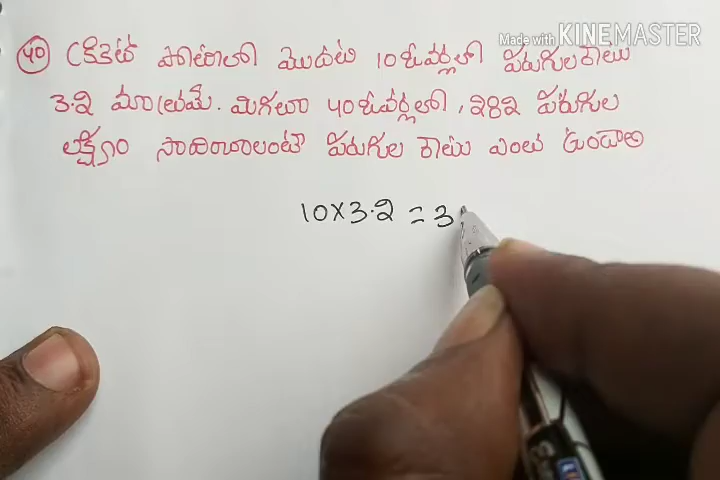 Made with KINEMASTER
40 క్రికెట్ పోటీలో మొదటి 10 ఓవర్లలో పరుగుల రేటు
3.2 మాత్రమే. మిగతా 40 ఓవర్లలో, 282 పరుగుల
లక్ష్యం సాధించాలంటే పరుగుల రేటు ఎంత ఉండాలి
10 x 3.2 = 3